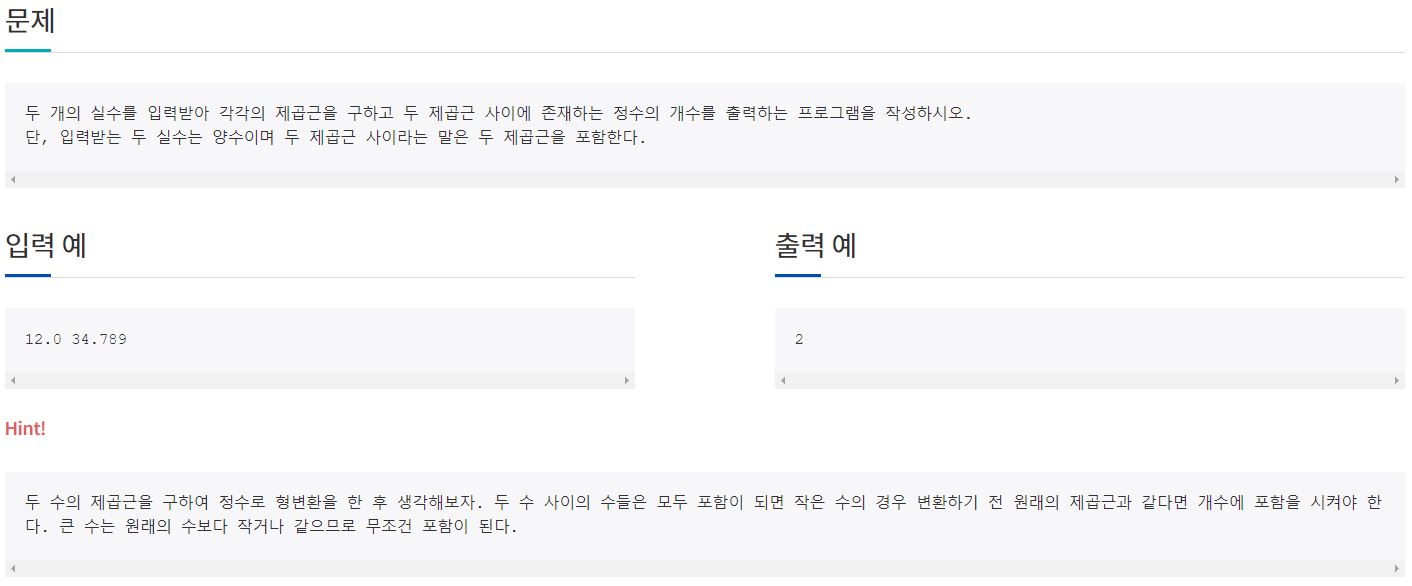 문제
두 개의 실수를 입력받아 각각의 제곱근을 구하고 두 제곱근 사이에 존재하는 정수의 개수를 출력하는 프로그램을 작성하시오.
단, 입력받는 두 실수는 양수이며 두 제곱근 사이라는 말은 두 제곱근을 포함한다.
입력 예
12.0 34.789
출력 예
2
Hint!
두 수의 제곱근을 구하여 정수로 형변환을 한 후 생각해보자. 두 수 사이의 수들은 모두 포함이 되면 작은 수의 경우 변환하기 전 원래의 제곱근과 같다면 개수에 포함을 시켜야 한
다. 큰 수는 원래의 수보다 작거나 같으므로 무조건 포함이 된다.